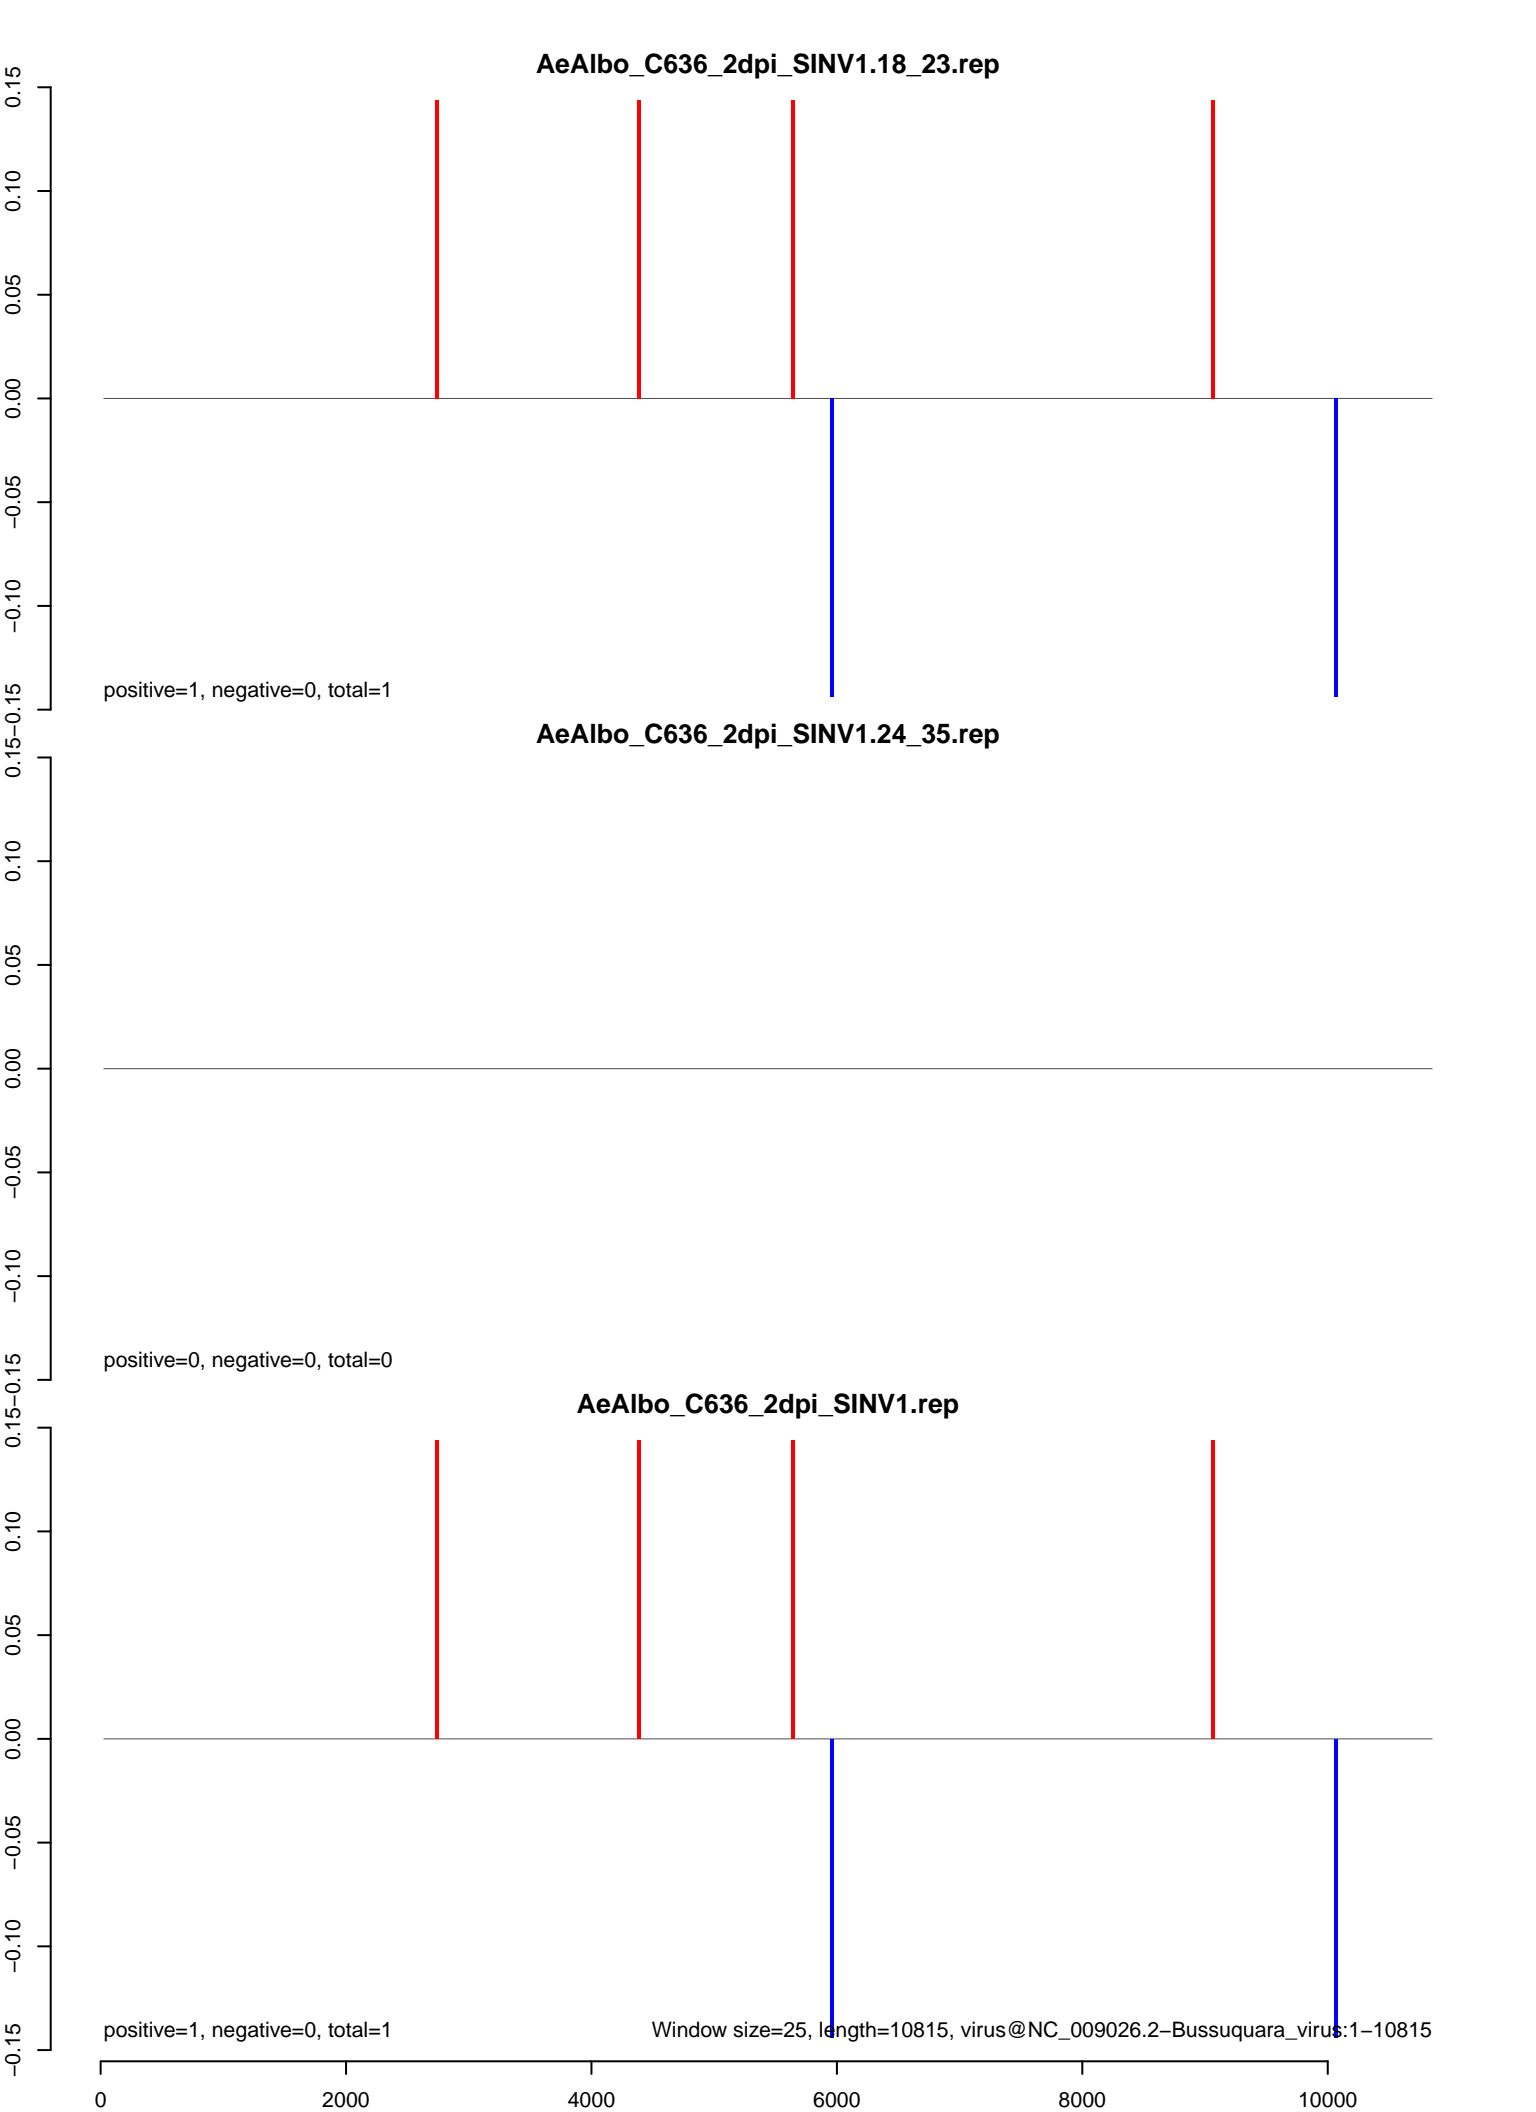 AeAlbo_C636_2dpi_SINV1.18_23.rep
0.15
0.10
0.05
0.00
−0.05
−0.10
−0.15
positive=1, negative=0, total=1
AeAlbo_C636_2dpi_SINV1.24_35.rep
0.15
0.10
0.05
0.00
−0.05
−0.10
−0.15
positive=0, negative=0, total=0
AeAlbo_C636_2dpi_SINV1.rep
0.15
0.10
0.05
0.00
−0.05
−0.10
−0.15
positive=1, negative=0, total=1
Window size=25, length=10815, virus@NC_009026.2−Bussuquara_virus:1−10815
0 2000 4000 6000 8000 10000